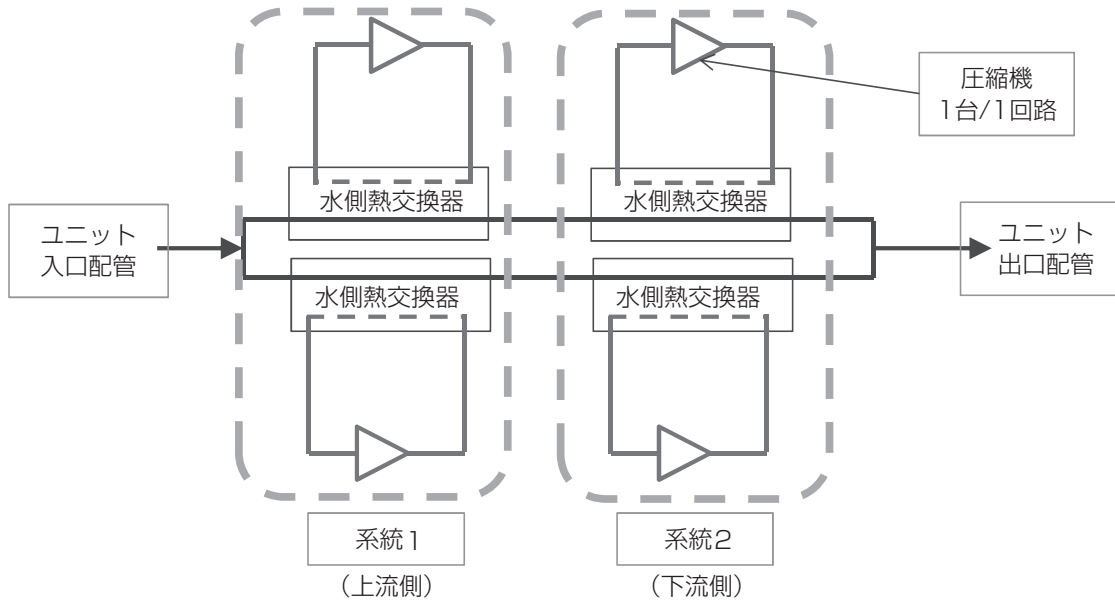 圧縮機
1台/1回路
水側熱交換器
水側熱交換器
ユニット
入口配管
ユニット
出口配管
水側熱交換器
水側熱交換器
系統1
系統2
（上流側）
（下流側）